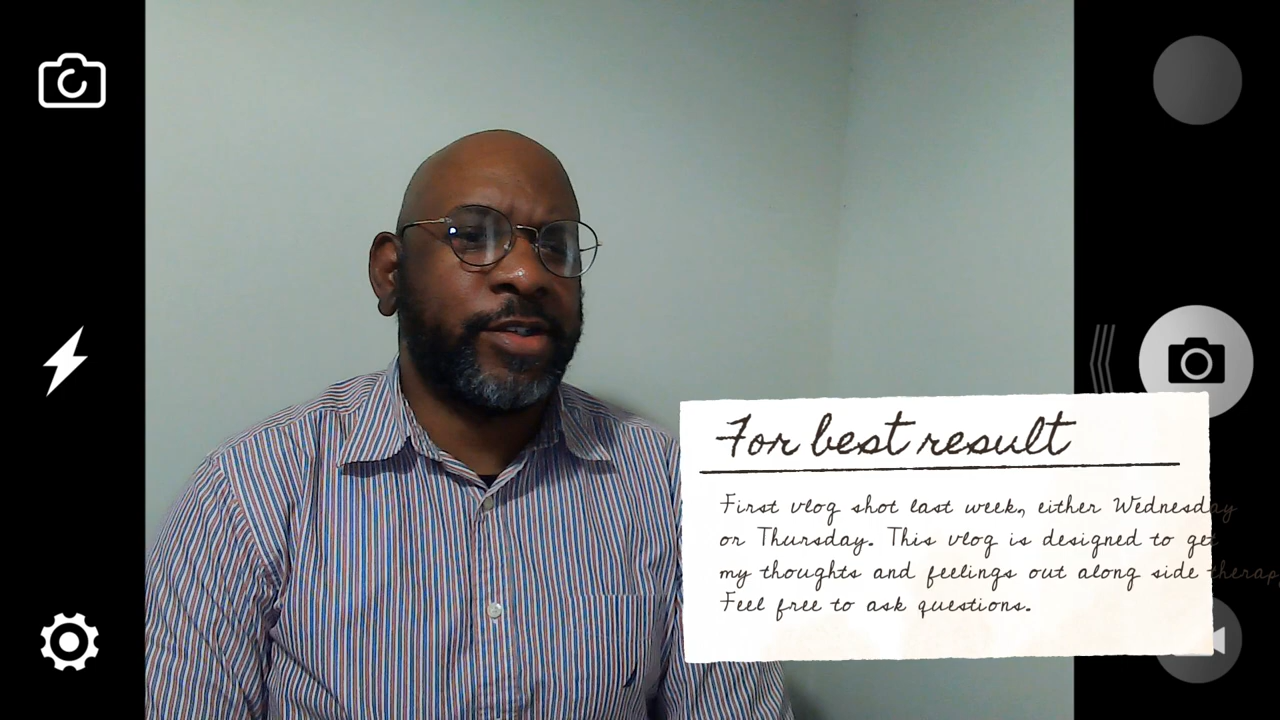 For best result
First vlog shot last week, either Wednesday
or Thursday. This vlog is designed to get
my thoughts and feelings out along side therap
Feel free to ask questions.